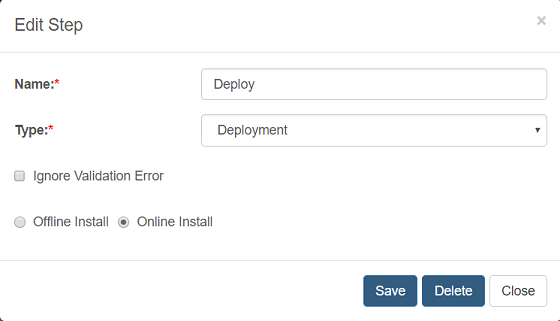 Edit Step
×
Name:*
Deploy
Type:*
Deployment
Ignore Validation Error
Offline Install Online Install
Save Delete Close